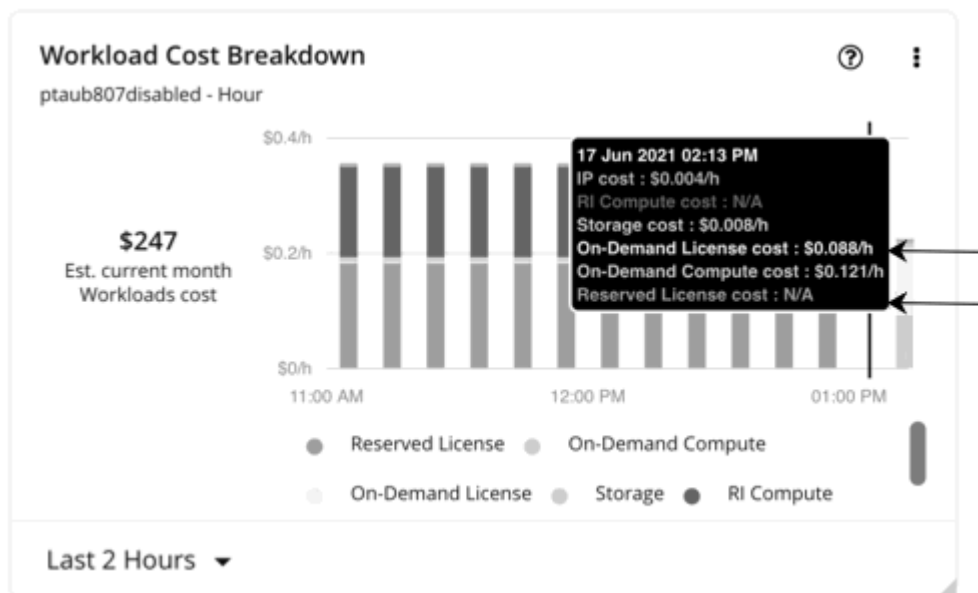 Workload Cost Breakdown
ptaub807disabled - Hour
$0.4/h
17 Jun 2021 02:13 PM
IP cost : $0.004/h
RI Compute cost : N/A
Storage cost : $0.008/h
On-Demand License cost : $0.088/h
On-Demand Compute cost : $0.121/h
Reserved License cost : N/A
$247
Est. current month
Workloads cost
$0.2/h
$0/h
11:00 AM 12:00 PM 01:00 PM
Reserved License On-Demand Compute
On-Demand License Storage RI Compute
Last 2 Hours